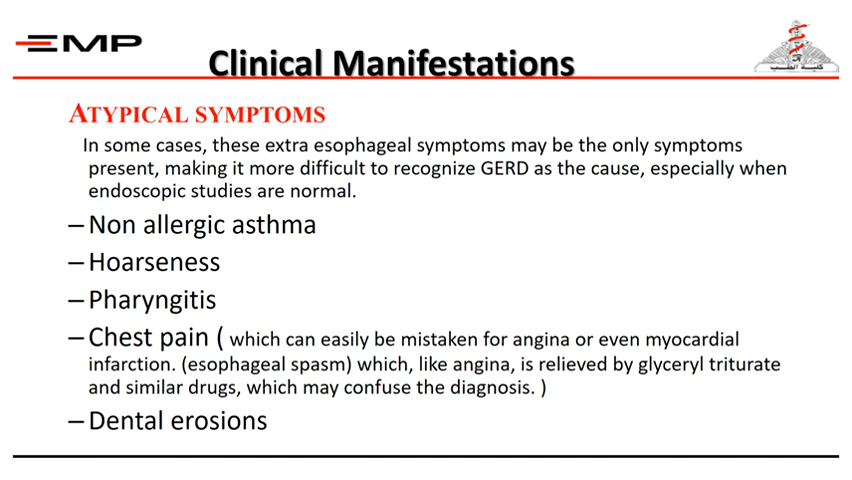 EMP
Clinical Manifestations
كلية الطب
ATYPICAL SYMPTOMS
In some cases, these extra esophageal symptoms may be the only symptoms
present, making it more difficult to recognize GERD as the cause, especially when
endoscopic studies are normal.
– Non allergic asthma
– Hoarseness
– Pharyngitis
– Chest pain ( which can easily be mistaken for angina or even myocardial
infarction. (esophageal spasm) which, like angina, is relieved by glyceryl triturate
and similar drugs, which may confuse the diagnosis. )
– Dental erosions